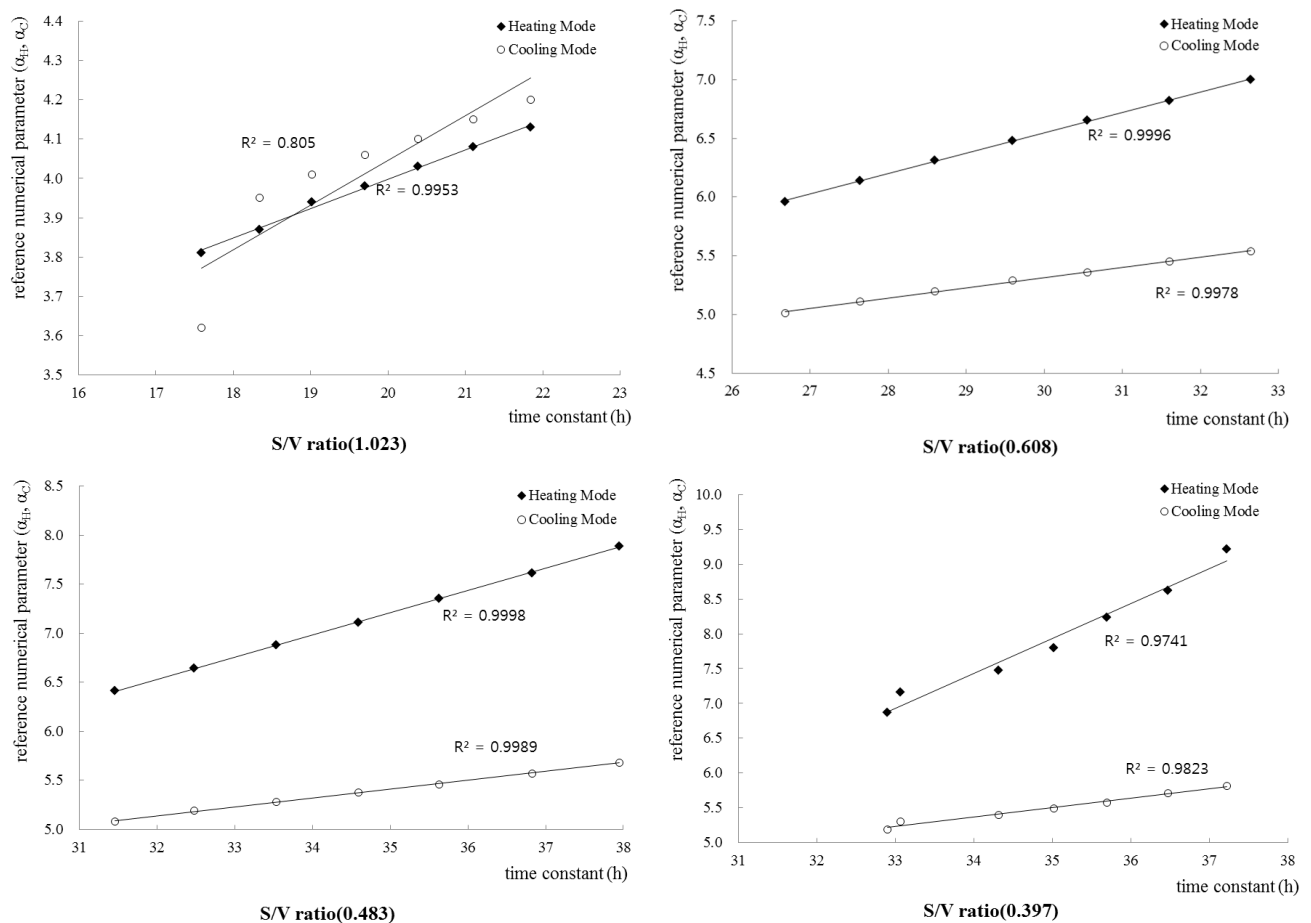 reference numerical parameter (α_H, α_C)
4.4
4.3
4.2
4.1
4.0
3.9
3.8
3.7
3.6
3.5
Heating Mode
Cooling Mode
R² = 0.805
R² = 0.9953
16 17 18 19 20 21 22 23
time constant (h)
S/V ratio(1.023)
reference numerical parameter (α_H, α_C)
7.5
7.0
6.5
6.0
5.5
5.0
4.5
Heating Mode
Cooling Mode
R² = 0.9996
R² = 0.9978
26 27 28 29 30 31 32 33
time constant (h)
S/V ratio(0.608)
reference numerical parameter (α_H, α_C)
8.5
8.0
7.5
7.0
6.5
6.0
5.5
5.0
Heating Mode
Cooling Mode
R² = 0.9998
R² = 0.9989
31 32 33 34 35 36 37 38
time constant (h)
S/V ratio(0.483)
reference numerical parameter (α_H, α_C)
10.0
9.5
9.0
8.5
8.0
7.5
7.0
6.5
6.0
5.5
5.0
Heating Mode
Cooling Mode
R² = 0.9741
R² = 0.9823
31 32 33 34 35 36 37 38
time constant (h)
S/V ratio(0.397)